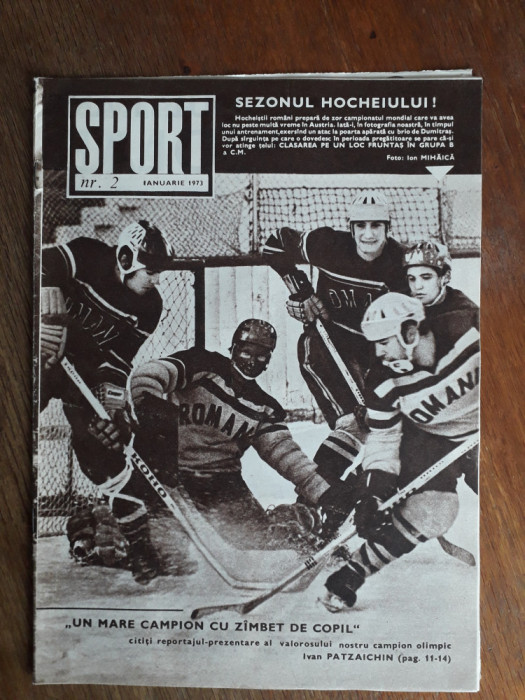 SPORT
nr. 2
IANUARIE 1973
SEZONUL HOCHEIULUI!
Hocheiștii români prepară de zor campionatul mondial care va avea
loc nu peste multă vreme în Austria. Iată-i, în fotografia noastră, în timpul
unui antrenament, exersînd un atac la poarta apărată cu brio de Dumitraș.
După sîrguința pe care o dovedesc în perioada pregătitoare se pare că-și
vor atinge țelul: CLASAREA PE UN LOC FRUNTAȘ ÎN GRUPA B
a C.M.
Foto: Ion MIHĂICĂ
ROMAN
ROMAN
ROMAN
OMAN
KOHO
„UN MARE CAMPION CU ZÎMBET DE COPIL“
citiți reportajul-prezentare al valorosului nostru campion olimpic
Ivan PATZAICHIN (pag. 11-14)